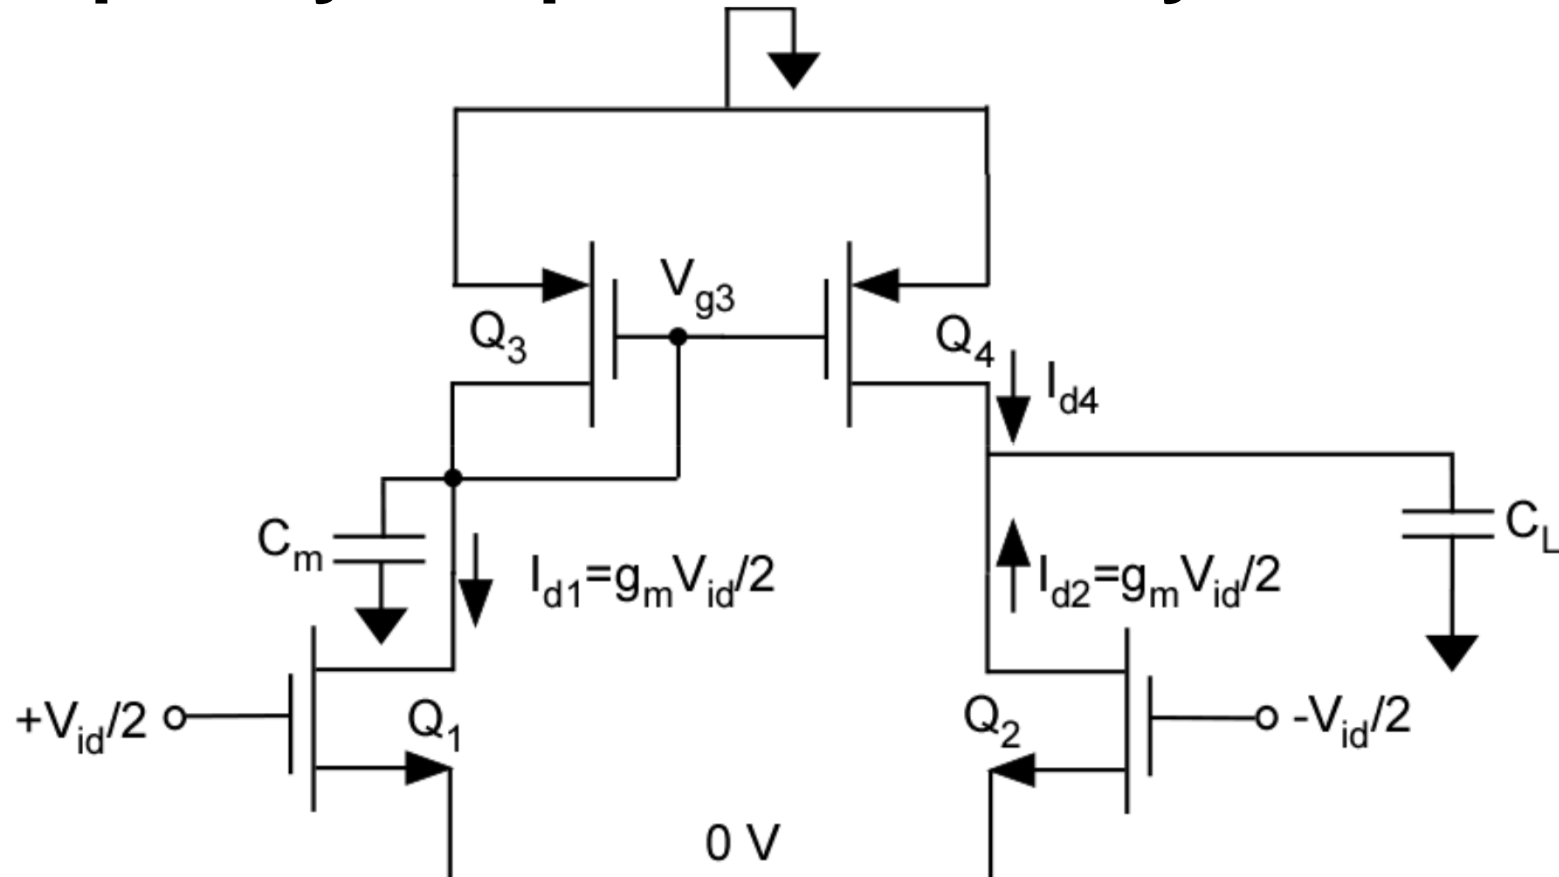 V_g3
Q_3
Q_4
I_d4
C_m
C_L
I_d1=g_mV_id/2
I_d2=g_mV_id/2
+V_id/2
Q_1
Q_2
-V_id/2
0 V